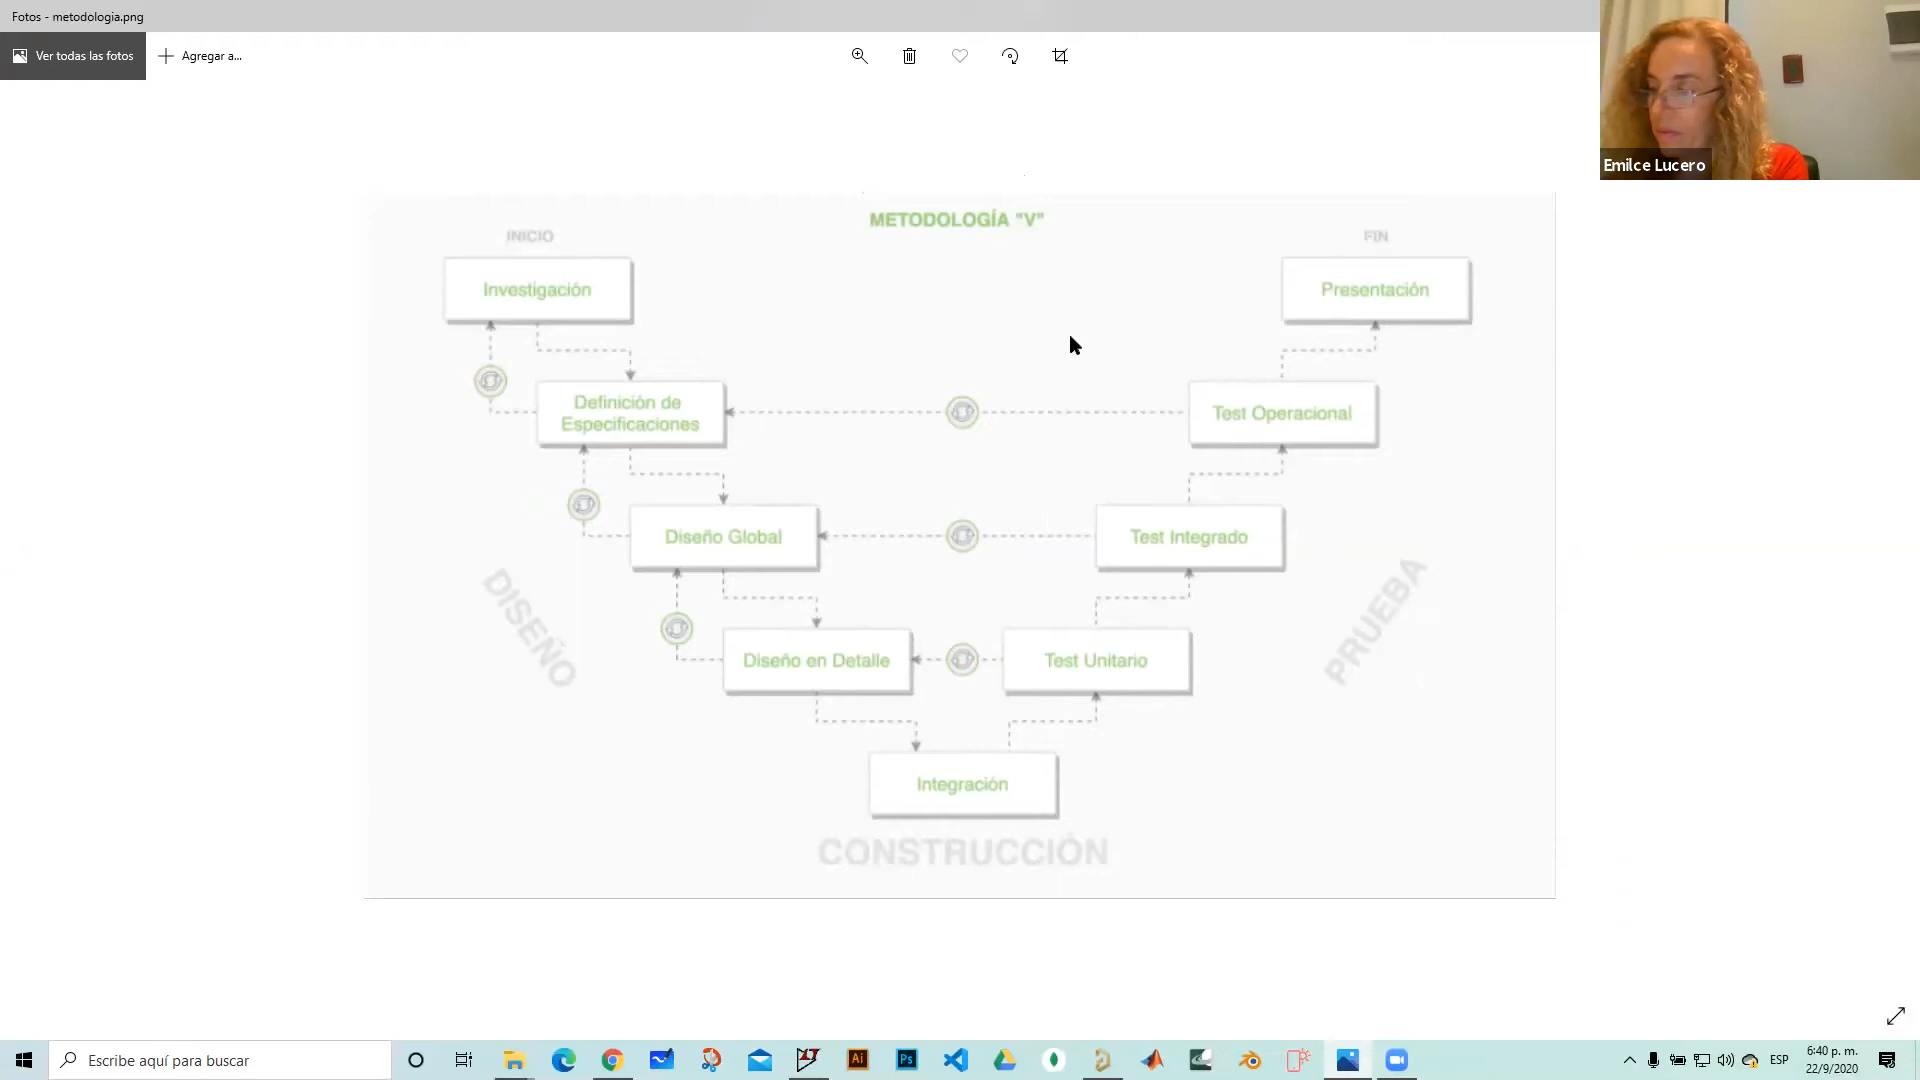 Fotos - metodologia.png
Ver todas las fotos
Agregar a...
Emilce Lucero
METODOLOGÍA "V"
INICIO
FIN
Investigación
Presentación
Definición de
Especificaciones
Test Operacional
Diseño Global
Test Integrado
DISEÑO
PRUEBA
Diseño en Detalle
Test Unitario
Integración
CONSTRUCCIÓN
Escribe aquí para buscar
Ai
Ps
ESP
6:40 p. m.
22/9/2020